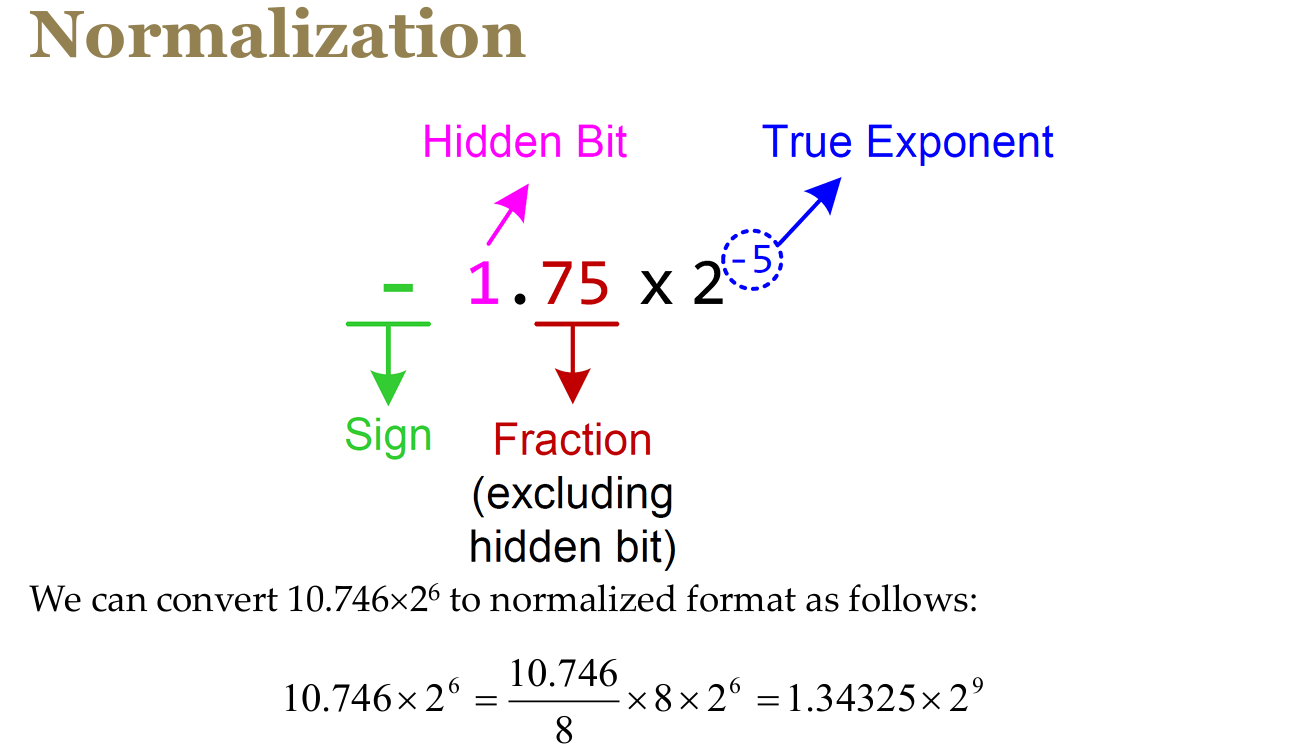 Normalization
Hidden Bit
True Exponent
- 1.75 x 2⁻⁵
Sign
Fraction
(excluding
hidden bit)
We can convert 10.746×2⁶ to normalized format as follows:
10.746 × 2⁶ = 10.746/8 × 8 × 2⁶ = 1.34325 × 2⁹